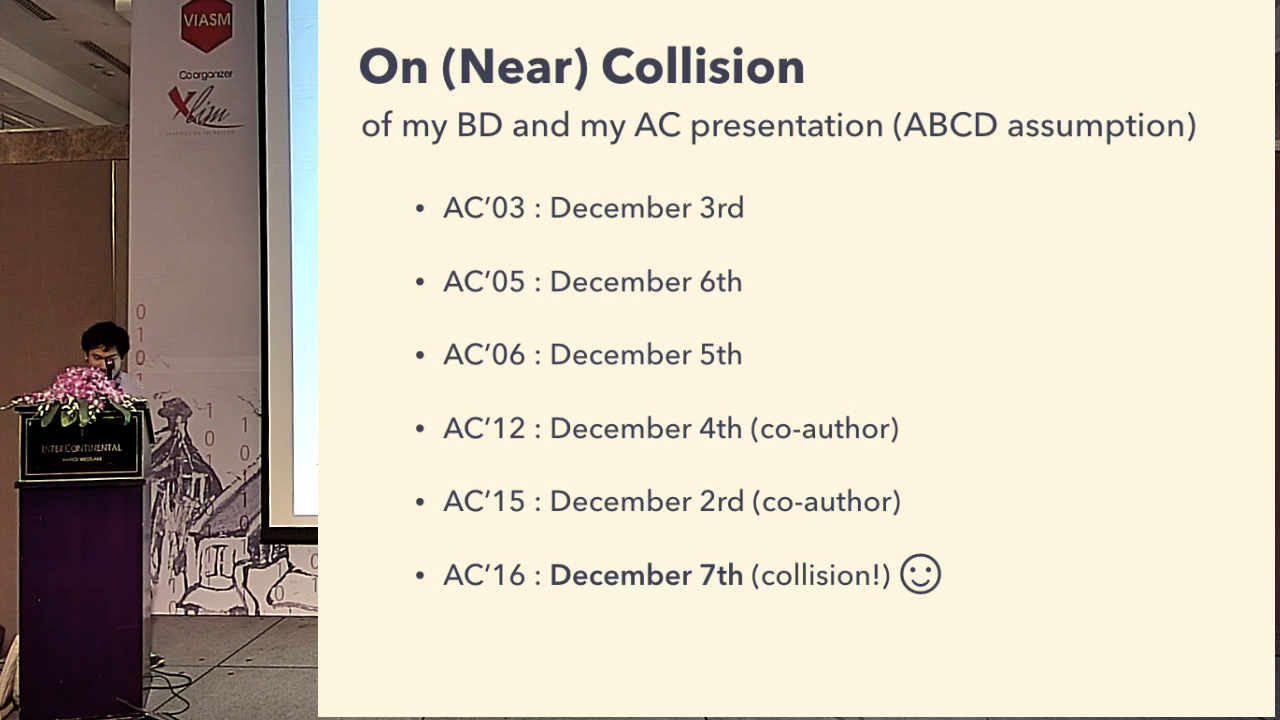 VIASM
Co organizer
Xlim
On (Near) Collision
of my BD and my AC presentation (ABCD assumption)
• AC’03 : December 3rd
• AC’05 : December 6th
• AC’06 : December 5th
• AC’12 : December 4th (co-author)
• AC’15 : December 2rd (co-author)
• AC’16 : December 7th (collision!) ☺
INTERCONTINENTAL